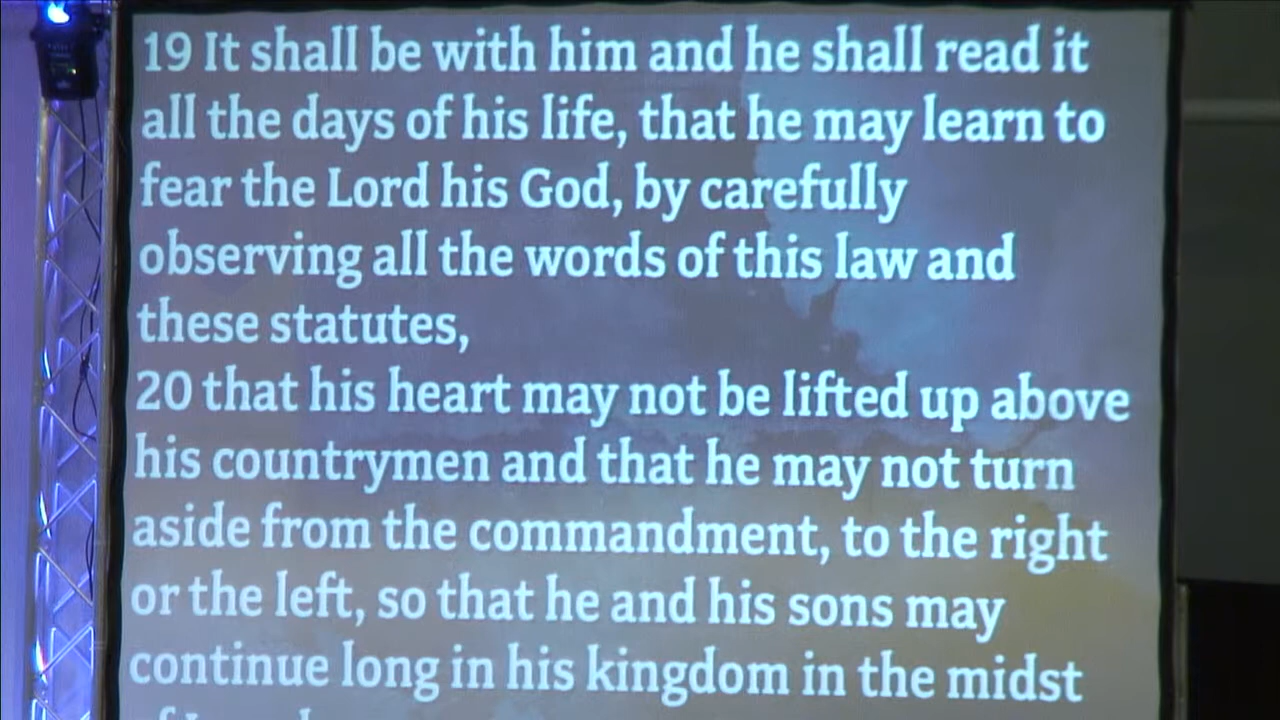 19 It shall be with him and he shall read it
all the days of his life, that he may learn to
fear the Lord his God, by carefully
observing all the words of this law and
these statutes,
20 that his heart may not be lifted up above
his countrymen and that he may not turn
aside from the commandment, to the right
or the left, so that he and his sons may
continue long in his kingdom in the midst